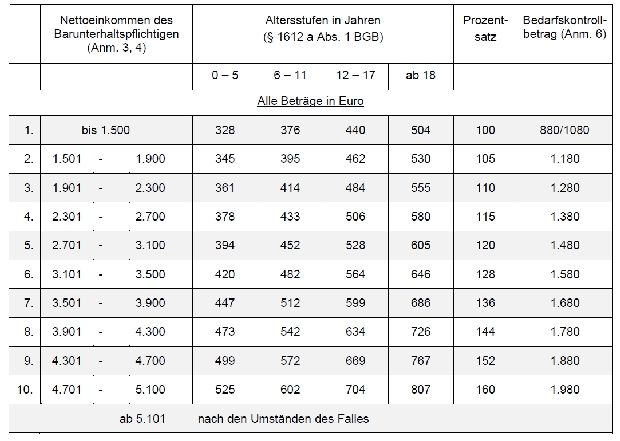 Nettoeinkommen des Barunterhaltspflichtigen (Anm. 3, 4) Altersstufen in Jahren (§ 1612 a Abs. 1 BGB) Prozent-satz Bedarfskontroll-betrag (Anm. 6)
0 – 5 6 – 11 12 – 17 ab 18
Alle Beträge in Euro
1. bis 1.500 328 376 440 504 100 880/1080
2. 1.501 - 1.900 345 395 462 530 105 1.180
3. 1.901 - 2.300 361 414 484 555 110 1.280
4. 2.301 - 2.700 378 433 506 580 115 1.380
5. 2.701 - 3.100 394 452 528 605 120 1.480
6. 3.101 - 3.500 420 482 564 646 128 1.580
7. 3.501 - 3.900 447 512 599 686 136 1.680
8. 3.901 - 4.300 473 542 634 726 144 1.780
9. 4.301 - 4.700 499 572 669 767 152 1.880
10. 4.701 - 5.100 525 602 704 807 160 1.980
ab 5.101 nach den Umständen des Falles